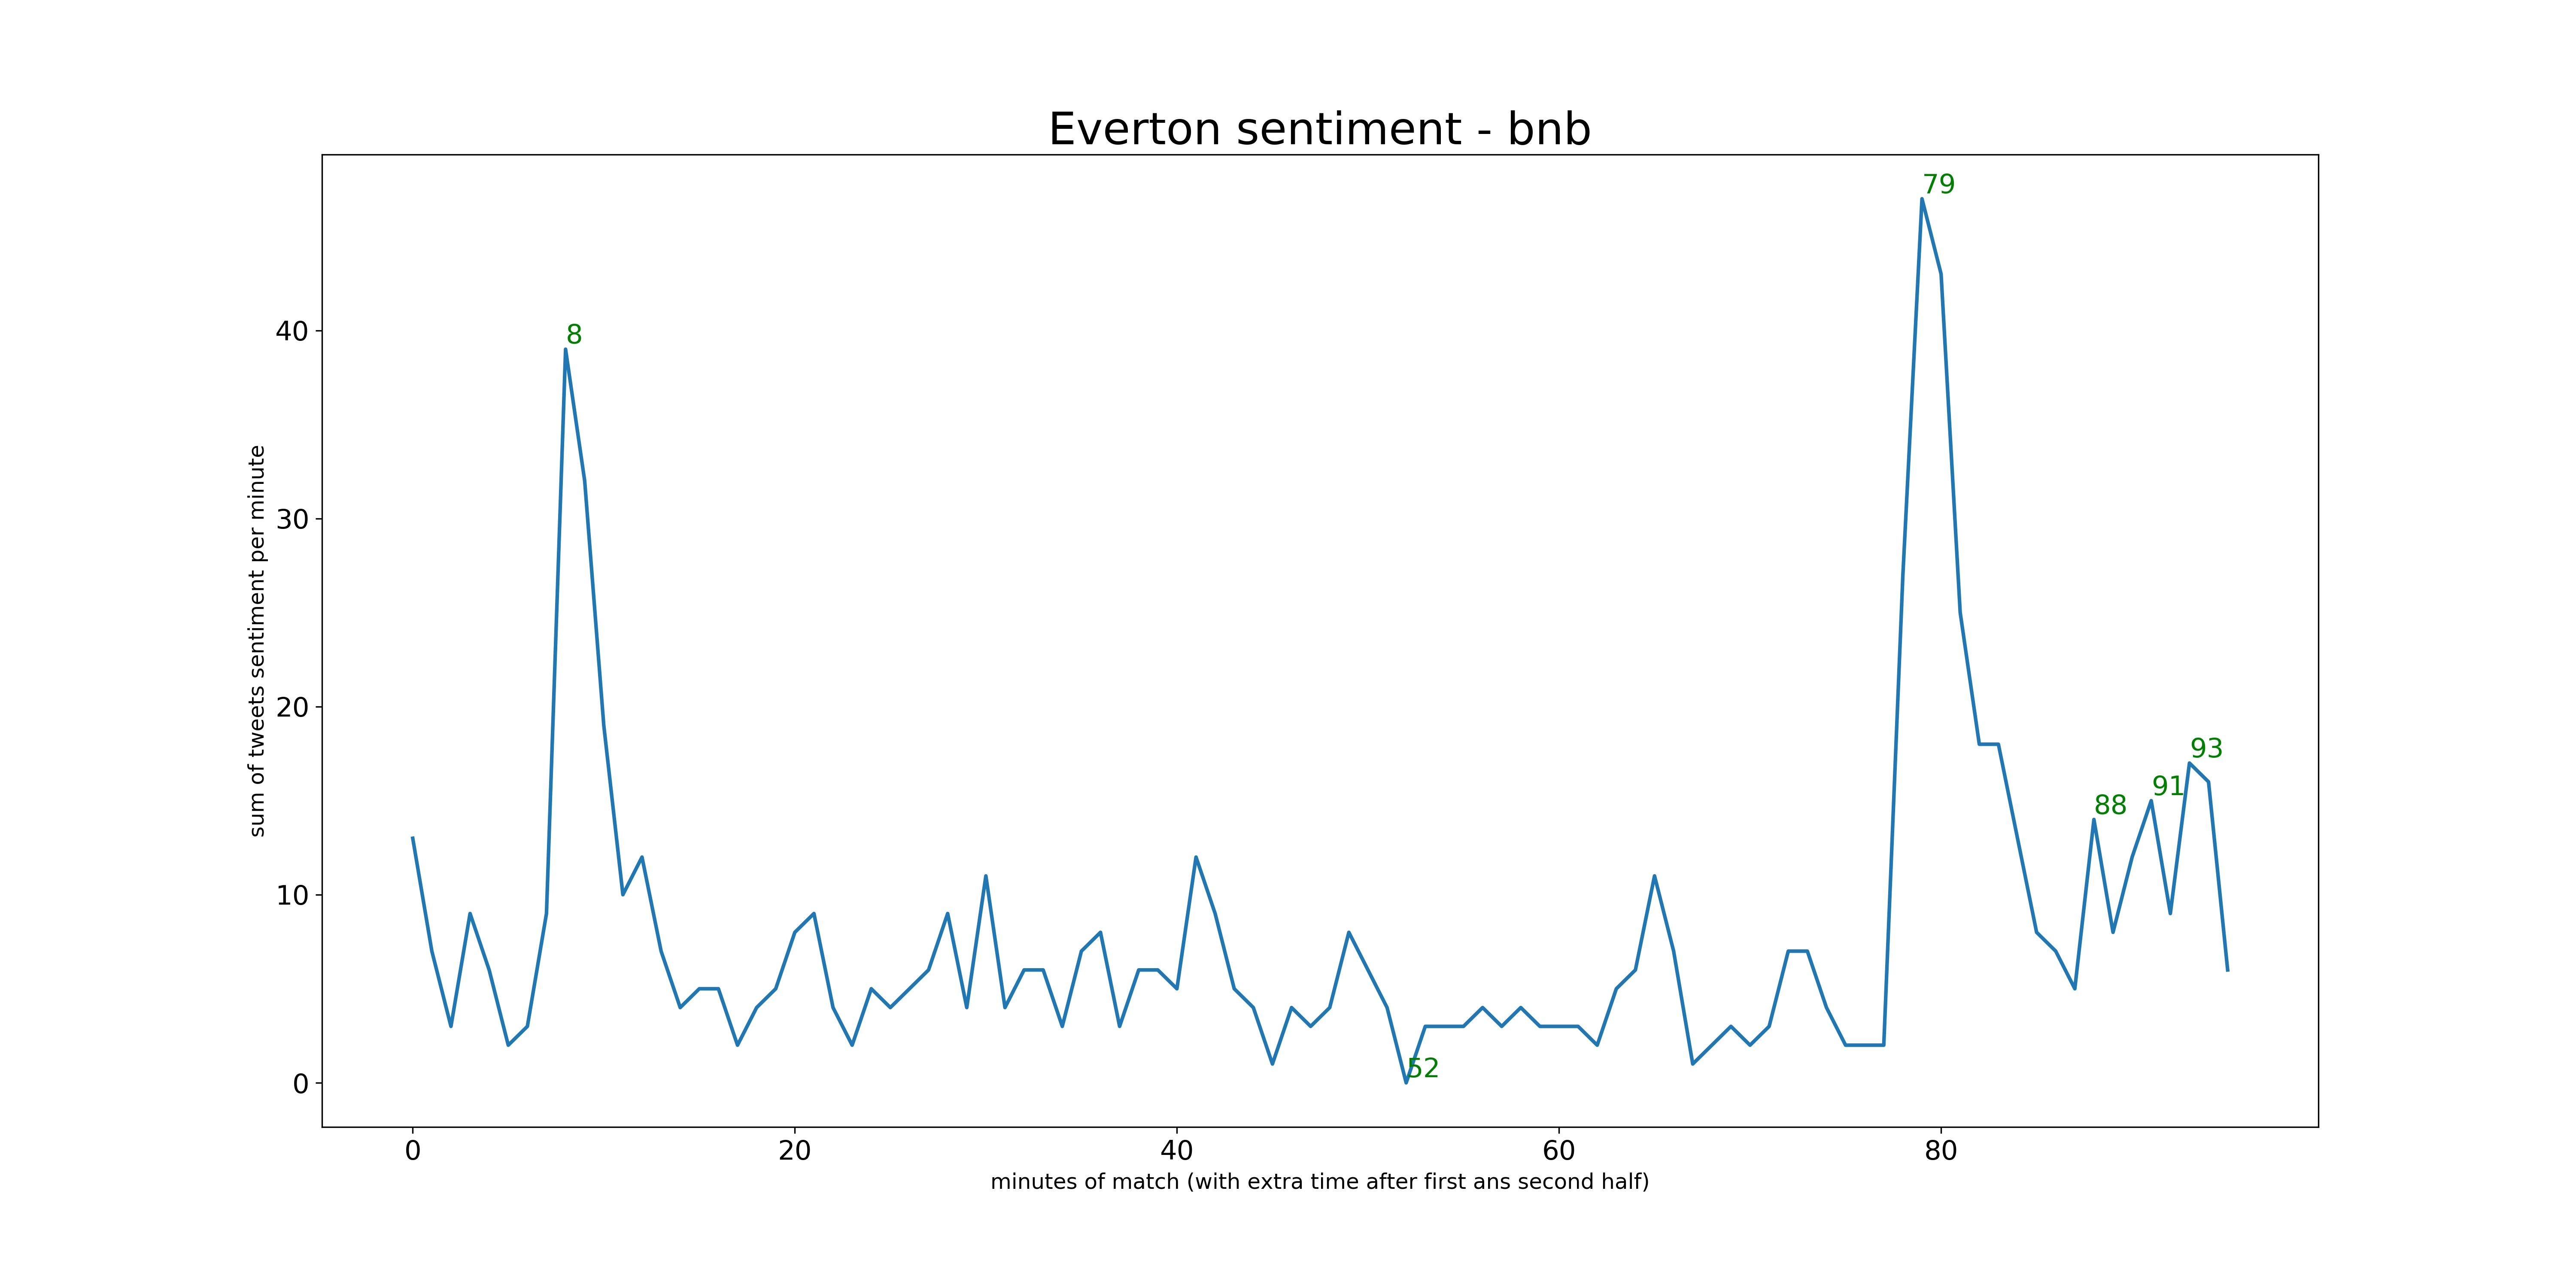 Everton sentiment - bnb
79
8
40
30
20
10
0
93
91
88
52
sum of tweets sentiment per minute
0 20 40 60 80
minutes of match (with extra time after first ans second half)